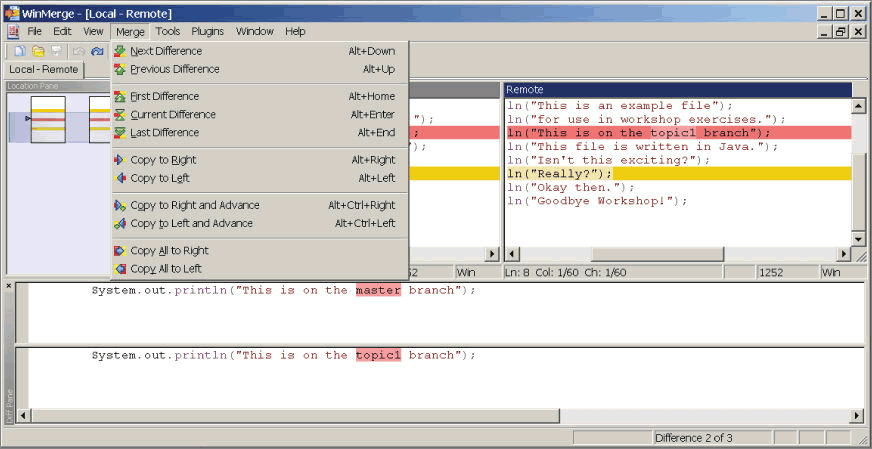 WinMerge - [Local - Remote]
File Edit View Merge Tools Plugins Window Help
Local - Remote
Location Pane
Next Difference Alt+Down
Previous Difference Alt+Up
First Difference Alt+Home
Current Difference Alt+Enter
Last Difference Alt+End
Copy to Right Alt+Right
Copy to Left Alt+Left
Copy to Right and Advance Alt+Ctrl+Right
Copy to Left and Advance Alt+Ctrl+Left
Copy All to Right
Copy All to Left
");
;
");
Win
Remote
ln("This is an example file");
ln("for use in workshop exercises.");
ln("This is on the topic1 branch");
ln("This file is written in Java.");
ln("Isn't this exciting?");
ln("Really?");
ln("Okay then.");
ln("Goodbye Workshop!");
Ln: 8 Col: 1/60 Ch: 1/60 1252 Win
System.out.println("This is on the master branch");
System.out.println("This is on the topic1 branch");
Diff Pane
Difference 2 of 3